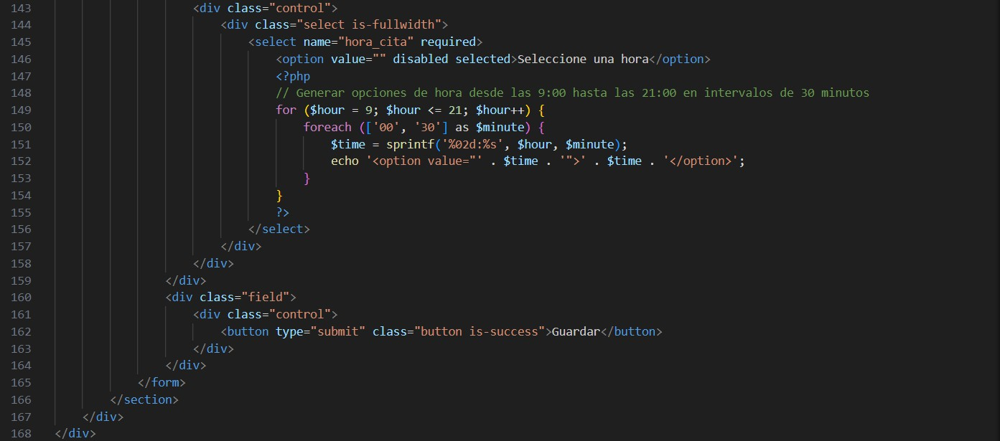 143 <div class="control">
144 <div class="select is-fullwidth">
145 <select name="hora_cita" required>
146 <option value="" disabled selected>Seleccione una hora</option>
147 <?php
148 // Generar opciones de hora desde las 9:00 hasta las 21:00 en intervalos de 30 minutos
149 for ($hour = 9; $hour <= 21; $hour++) {
150 foreach (['00', '30'] as $minute) {
151 $time = sprintf('%02d:%s', $hour, $minute);
152 echo '<option value="' . $time . '">' . $time . '</option>';
153 }
154 }
155 ?>
156 </select>
157 </div>
158 </div>
159 </div>
160 <div class="field">
161 <div class="control">
162 <button type="submit" class="button is-success">Guardar</button>
163 </div>
164 </div>
165 </form>
166 </section>
167 </div>
168 </div>